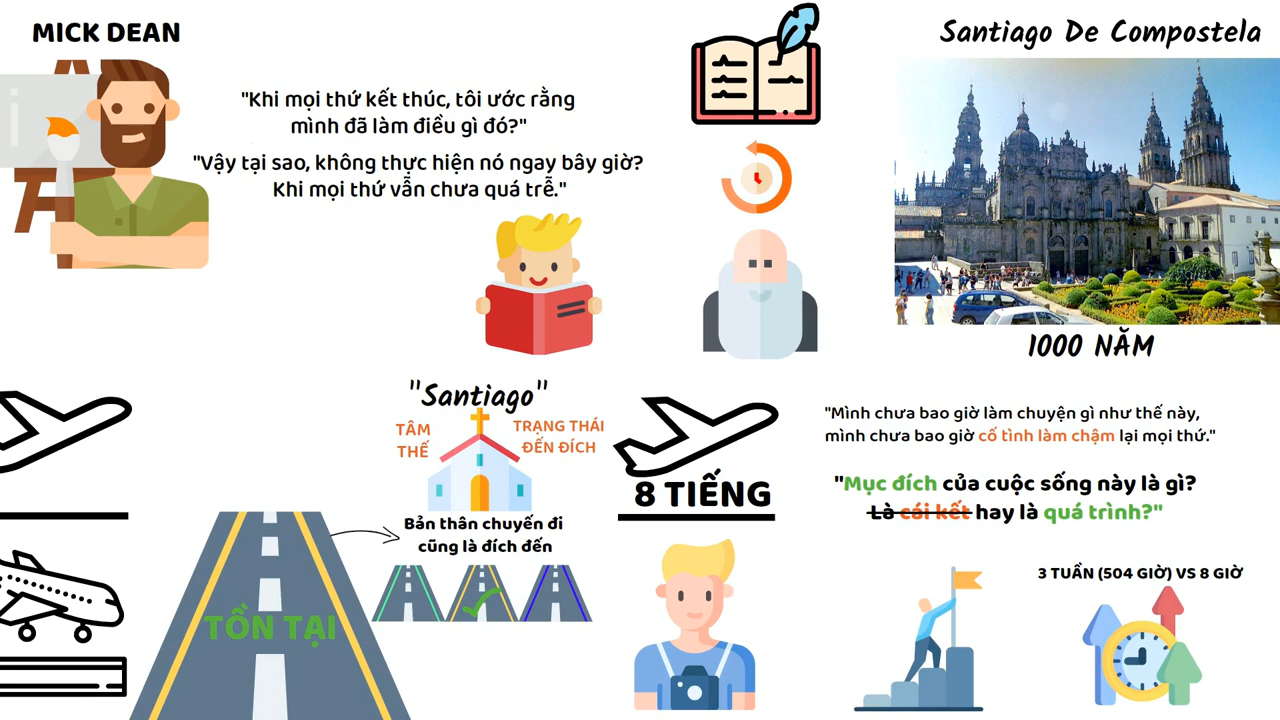 MICK DEAN
"Khi mọi thứ kết thúc, tôi ước rằng
mình đã làm điều gì đó?"
"Vậy tại sao, không thực hiện nó ngay bây giờ?
Khi mọi thứ vẫn chưa quá trễ."
Santiago De Compostela
1000 NĂM
"Santiago"
TÂM
THẾ
TRẠNG THÁI
ĐẾN ĐÍCH
Bản thân chuyến đi
cũng là đích đến
TỒN TẠI
8 TIẾNG
"Mình chưa bao giờ làm chuyện gì như thế này,
mình chưa bao giờ cố tình làm chậm lại mọi thứ."
"Mục đích của cuộc sống này là gì?
Là cái kết hay là quá trình?"
3 TUẦN (504 GIỜ) VS 8 GIỜ